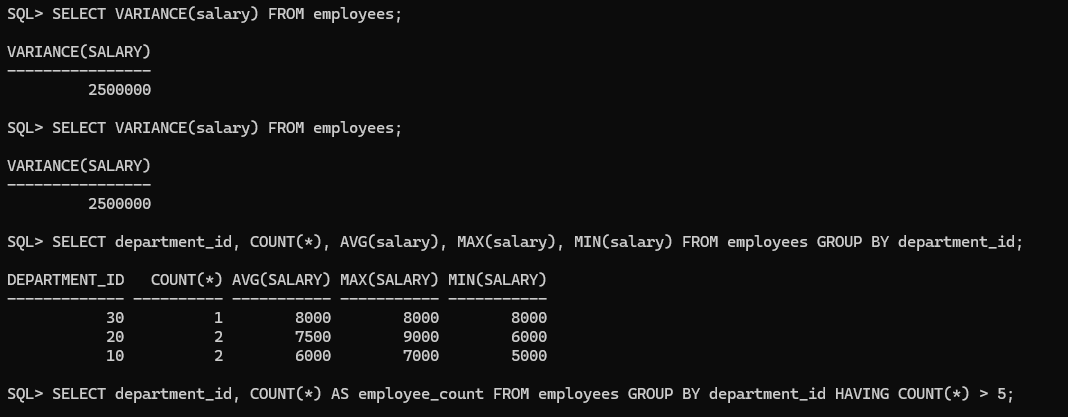 SQL> SELECT VARIANCE(salary) FROM employees;
VARIANCE(SALARY)
----------------
2500000
SQL> SELECT VARIANCE(salary) FROM employees;
VARIANCE(SALARY)
----------------
2500000
SQL> SELECT department_id, COUNT(*), AVG(salary), MAX(salary), MIN(salary) FROM employees GROUP BY department_id;
DEPARTMENT_ID   COUNT(*) AVG(SALARY) MAX(SALARY) MIN(SALARY)
------------- ---------- ----------- ----------- -----------
           30          1        8000        8000        8000
           20          2        7500        9000        6000
           10          2        6000        7000        5000
SQL> SELECT department_id, COUNT(*) AS employee_count FROM employees GROUP BY department_id HAVING COUNT(*) > 5;